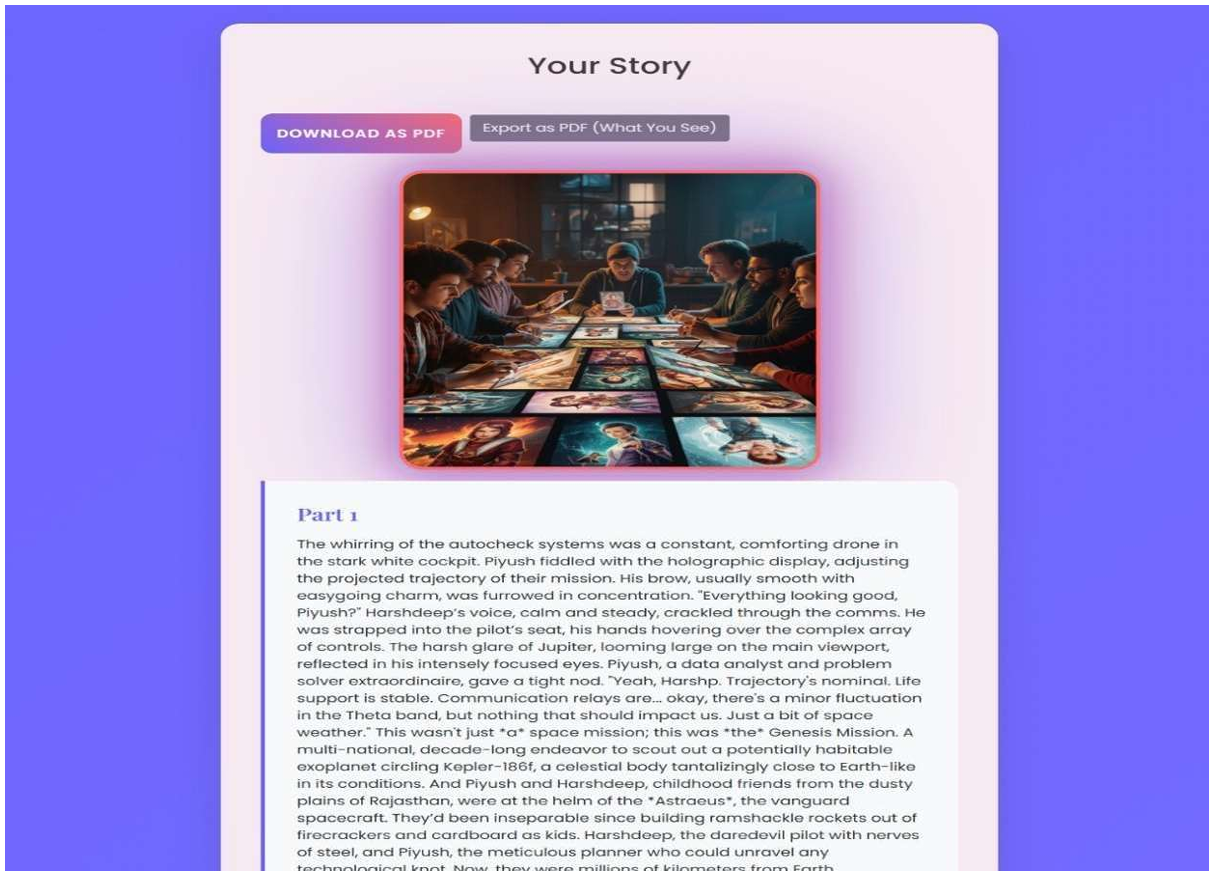 Your Story
DOWNLOAD AS PDF
Export as PDF (What You See)
Part 1
The whirring of the autocheck systems was a constant, comforting drone in
the stark white cockpit. Piyush fiddled with the holographic display, adjusting
the projected trajectory of their mission. His brow, usually smooth with
easygoing charm, was furrowed in concentration. "Everything looking good,
Piyush?" Harshdeep's voice, calm and steady, crackled through the comms. He
was strapped into the pilot's seat, his hands hovering over the complex array
of controls. The harsh glare of Jupiter, looming large on the main viewport,
reflected in his intensely focused eyes. Piyush, a data analyst and problem
solver extraordinaire, gave a tight nod. "Yeah, Harshp. Trajectory's nominal. Life
support is stable. Communication relays are... okay, there's a minor fluctuation
in the Theta band, but nothing that should impact us. Just a bit of space
weather." This wasn't just *a* space mission; this was *the* Genesis Mission. A
multi-national, decade-long endeavor to scout out a potentially habitable
exoplanet circling Kepler-186f, a celestial body tantalizingly close to Earth-like
in its conditions. And Piyush and Harshdeep, childhood friends from the dusty
plains of Rajasthan, were at the helm of the *Astraeus*, the vanguard
spacecraft. They'd been inseparable since building ramshackle rockets out of
firecrackers and cardboard as kids. Harshdeep, the daredevil pilot with nerves
of steel, and Piyush, the meticulous planner who could unravel any
technological knot. Now, they were millions of kilometers from Earth,